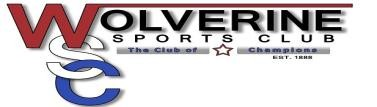 WOLVERINE
SPORTS CLUB
The Club of Champions
EST. 1888